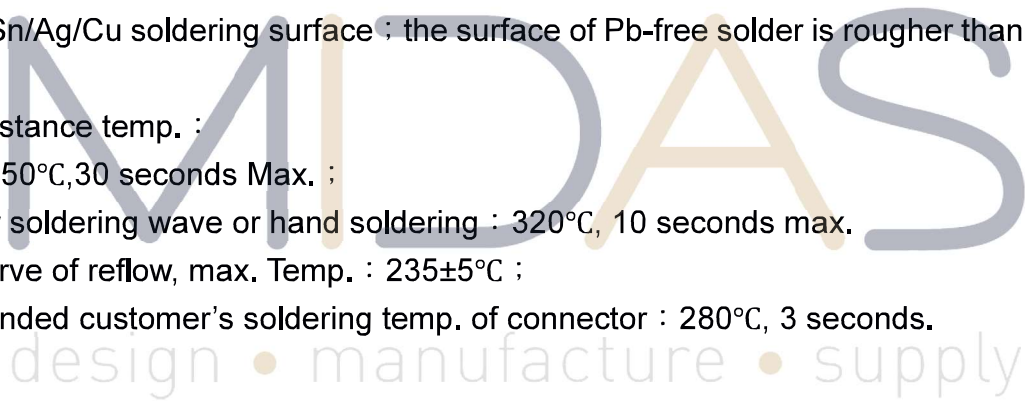 Sn/Ag/Cu soldering surface；the surface of Pb-free solder is rougher than
stance temp.：
50℃,30 seconds Max.；
soldering wave or hand soldering：320℃, 10 seconds max.
rve of reflow, max. Temp.：235±5℃；
nded customer’s soldering temp. of connector：280℃, 3 seconds.
MIDAS
design • manufacture • supply